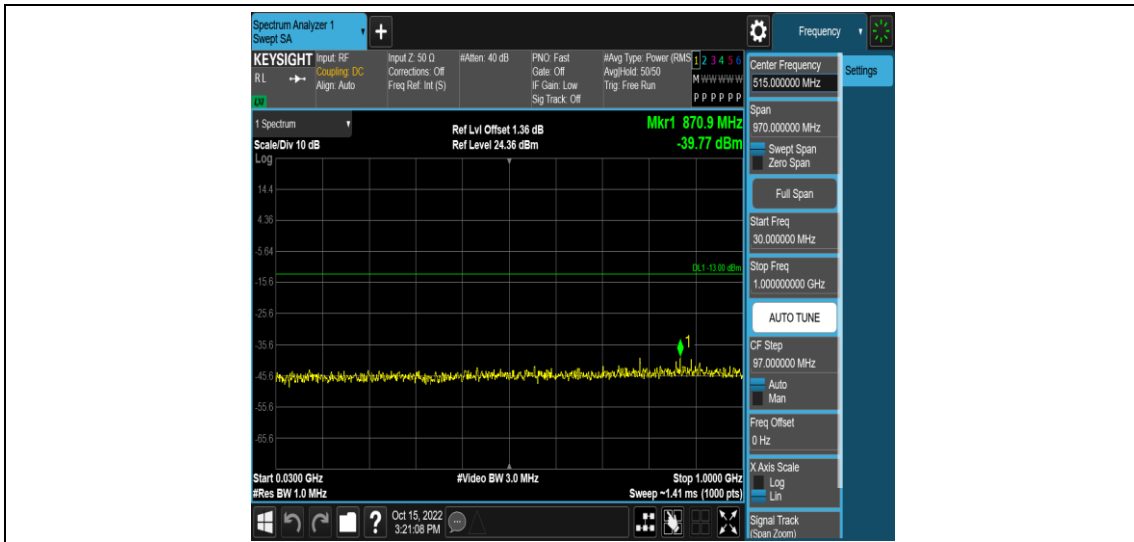 Spectrum Analyzer 1
Swept SA
+
Frequency
KEYSIGHT
RL
LM
Input: RF
Coupling: DC
Align: Auto
Input Z: 50 Ω
Corrections: Off
Freq Ref: Int (S)
#Atten: 40 dB
PNO: Fast
Gate: Off
IF Gain: Low
Sig Track: Off
#Avg Type: Power (RMS
Avg|Hold: 50/50
Trig: Free Run
1 2 3 4 5 6
M W W W W W
P P P P P P
1 Spectrum
Scale/Div 10 dB
Ref Lvl Offset 1.36 dB
Ref Level 24.36 dBm
Mkr1 870.9 MHz
-39.77 dBm
Log
14.4
4.36
-5.64
DL1 -13.00 dBm
-15.6
-25.6
-35.6
1
-45.6
-55.6
-65.6
Start 0.0300 GHz
#Res BW 1.0 MHz
#Video BW 3.0 MHz
Stop 1.0000 GHz
Sweep ~1.41 ms (1000 pts)
Oct 15, 2022
3:21:08 PM
Center Frequency
515.000000 MHz
Settings
Span
970.000000 MHz
Swept Span
Zero Span
Full Span
Start Freq
30.000000 MHz
Stop Freq
1.000000000 GHz
AUTO TUNE
CF Step
97.000000 MHz
Auto
Man
Freq Offset
0 Hz
X Axis Scale
Log
Lin
Signal Track
(Span Zoom)